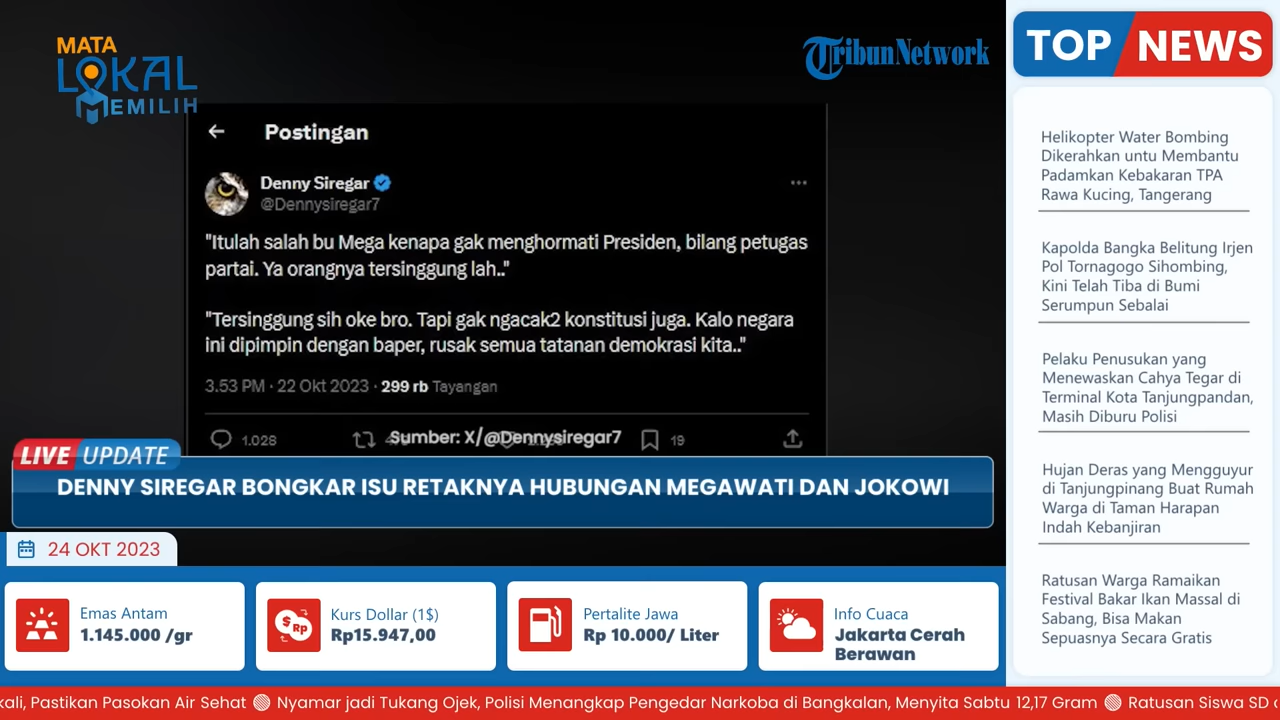 MATA
LOKAL
MEMILIH
TribunNetwork
Postingan
Denny Siregar
@Dennysiregar7
"Itulah salah bu Mega kenapa gak menghormati Presiden, bilang petugas
partai. Ya orangnya tersinggung lah.."
"Tersinggung sih oke bro. Tapi gak ngacak2 konstitusi juga. Kalo negara
ini dipimpin dengan baper, rusak semua tatanan demokrasi kita.."
3.53 PM · 22 Okt 2023 · 299 rb Tayangan
1.028
Sumber: X/@Dennysiregar7
19
LIVE UPDATE
DENNY SIREGAR BONGKAR ISU RETAKNYA HUBUNGAN MEGAWATI DAN JOKOWI
24 OKT 2023
Emas Antam
1.145.000 /gr
Kurs Dollar (1$)
Rp15.947,00
$ Rp
Pertalite Jawa
Rp 10.000/ Liter
Info Cuaca
Jakarta Cerah
Berawan
TOP NEWS
Helikopter Water Bombing
Dikerahkan untu Membantu
Padamkan Kebakaran TPA
Rawa Kucing, Tangerang
Kapolda Bangka Belitung Irjen
Pol Tornagogo Sihombing,
Kini Telah Tiba di Bumi
Serumpun Sebalai
Pelaku Penusukan yang
Menewaskan Cahya Tegar di
Terminal Kota Tanjungpandan,
Masih Diburu Polisi
Hujan Deras yang Mengguyur
di Tanjungpinang Buat Rumah
Warga di Taman Harapan
Indah Kebanjiran
Ratusan Warga Ramaikan
Festival Bakar Ikan Massal di
Sabang, Bisa Makan
Sepuasnya Secara Gratis
kali, Pastikan Pasokan Air Sehat Nyamar jadi Tukang Ojek, Polisi Menangkap Pengedar Narkoba di Bangkalan, Menyita Sabtu 12,17 Gram Ratusan Siswa SD